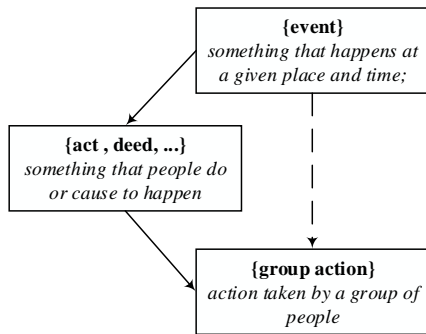 {event}
something that happens at
a given place and time;
{act , deed, ...}
something that people do
or cause to happen
{group action}
action taken by a group of
people